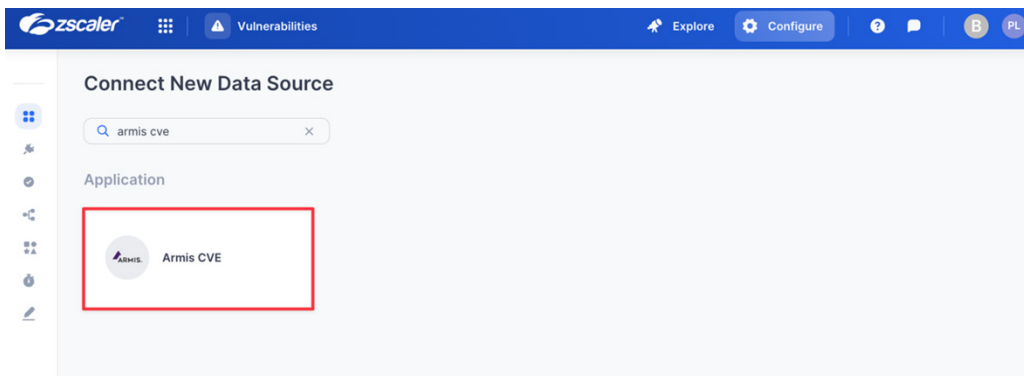 zscaler Vulnerabilities Explore Configure ? B PL
Connect New Data Source
armis cve
Application
ARMIS. Armis CVE